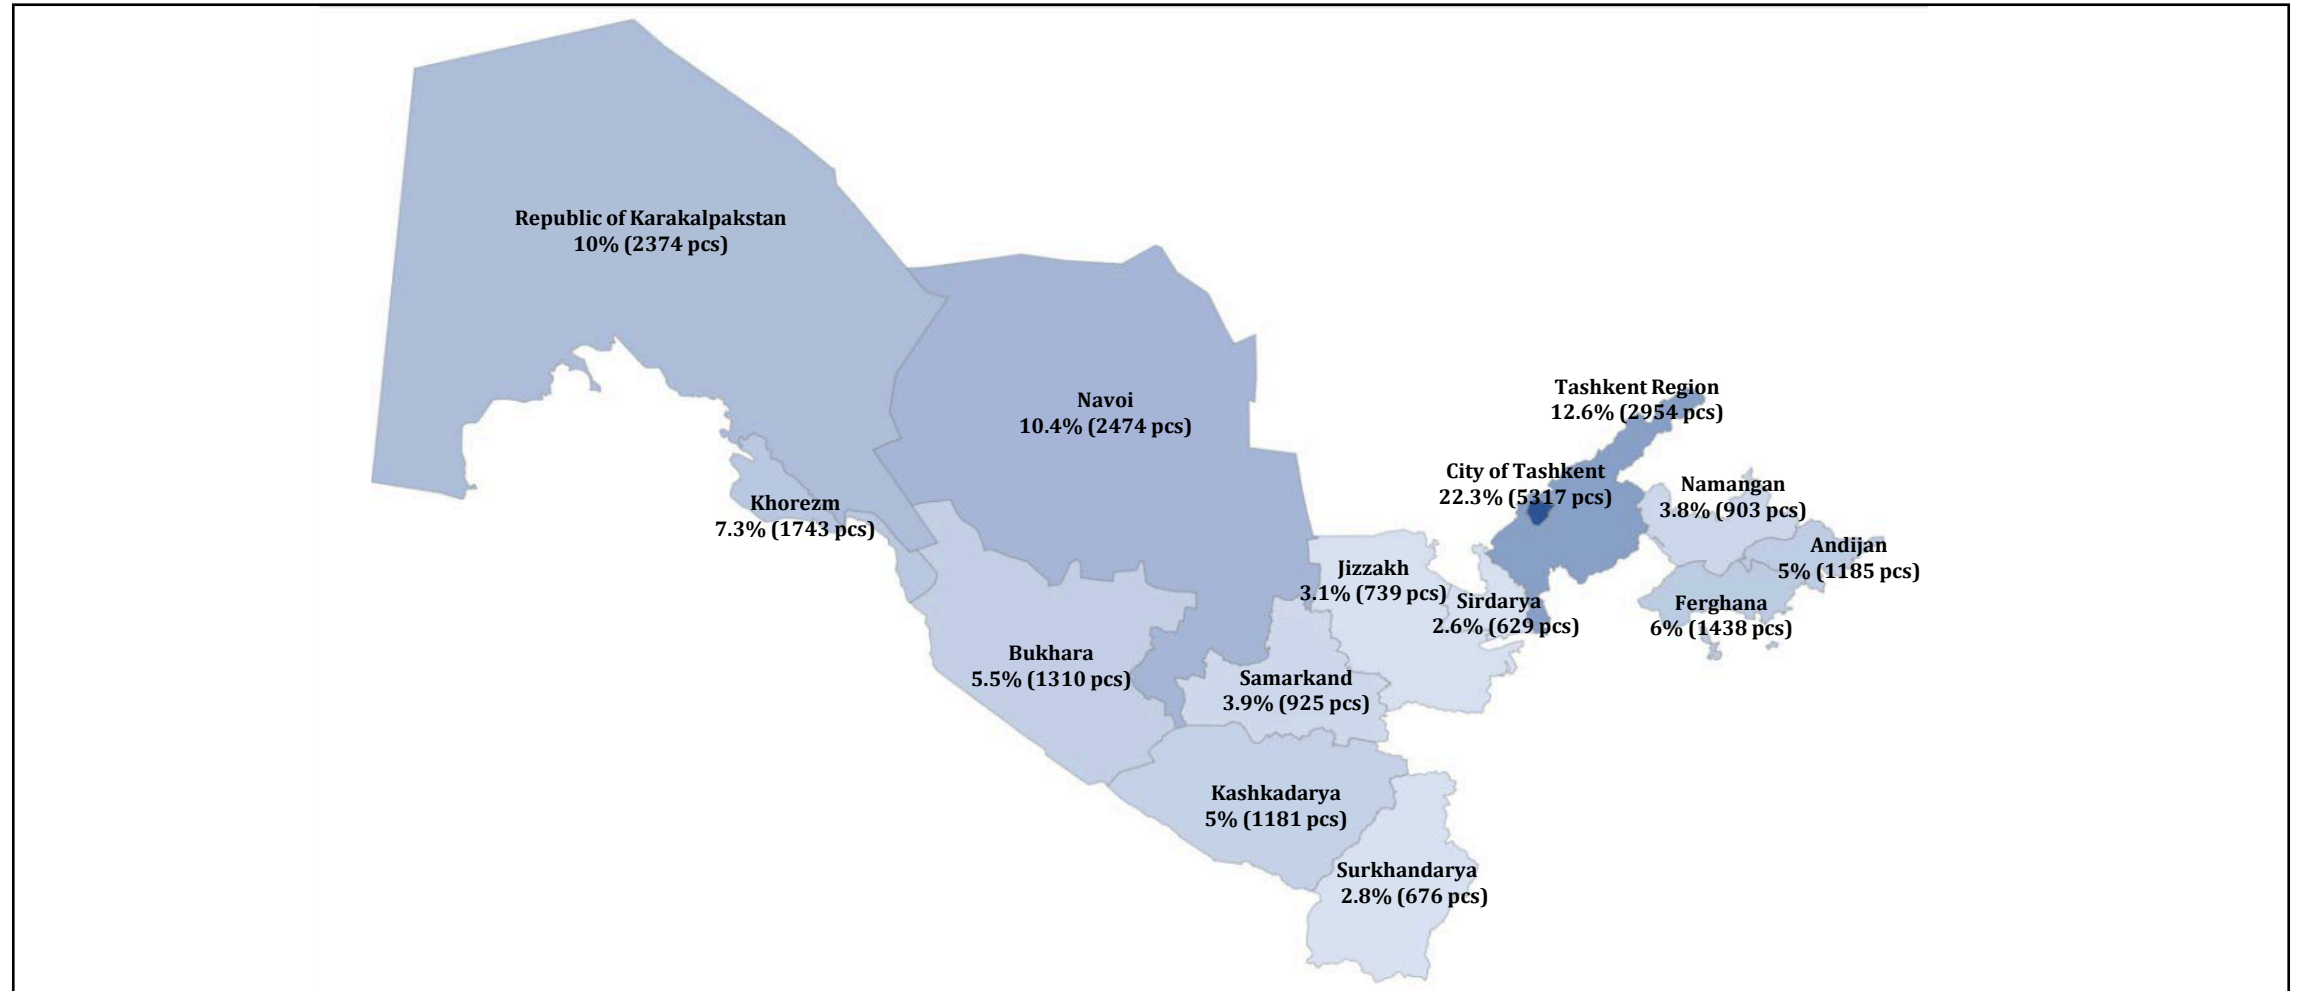 Republic of Karakalpakstan
10% (2374 pcs)
Navoi
10.4% (2474 pcs)
Tashkent Region
12.6% (2954 pcs)
City of Tashkent
22.3% (5317 pcs)
Namangan
3.8% (903 pcs)
Khorezm
7.3% (1743 pcs)
Andijan
5% (1185 pcs)
Jizzakh
3.1% (739 pcs)
Sirdarya
2.6% (629 pcs)
Ferghana
6% (1438 pcs)
Bukhara
5.5% (1310 pcs)
Samarkand
3.9% (925 pcs)
Kashkadarya
5% (1181 pcs)
Surkhandarya
2.8% (676 pcs)